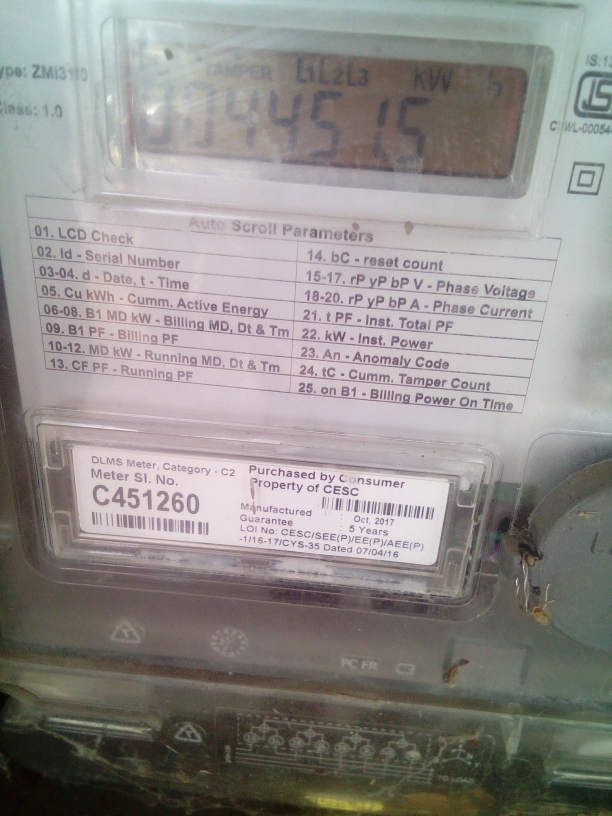 TAMPER L1L2L3 kW h
0044515
Type: ZMI3110
Class: 1.0
Auto Scroll Parameters
01. LCD Check
02. Id - Serial Number
03-04. d - Date, t - Time
05. Cu kWh - Cumm. Active Energy
06-08. B1 MD kW - Billing MD, Dt & Tm
09. B1 PF - Billing PF
10-12. MD kW - Running MD, Dt & Tm
13. CF PF - Running PF
14. bC - reset count
15-17. rP yP bP V - Phase Voltage
18-20. rP yP bP A - Phase Current
21. t PF - Inst. Total PF
22. kW - Inst. Power
23. An - Anomaly Code
24. tC - Cumm. Tamper Count
25. on B1 - Billing Power On Time
DLMS Meter, Category - C2
Meter Sl. No.
C451260
Purchased by Consumer
Property of CESC
Manufactured : Oct, 2017
Guarantee : 5 Years
LOI No: CESC/SEE(P)/EE(P)/AEE(P)
-1/16-17/CYS-35 Dated 07/04/16
PC FR C3
TO LOAD